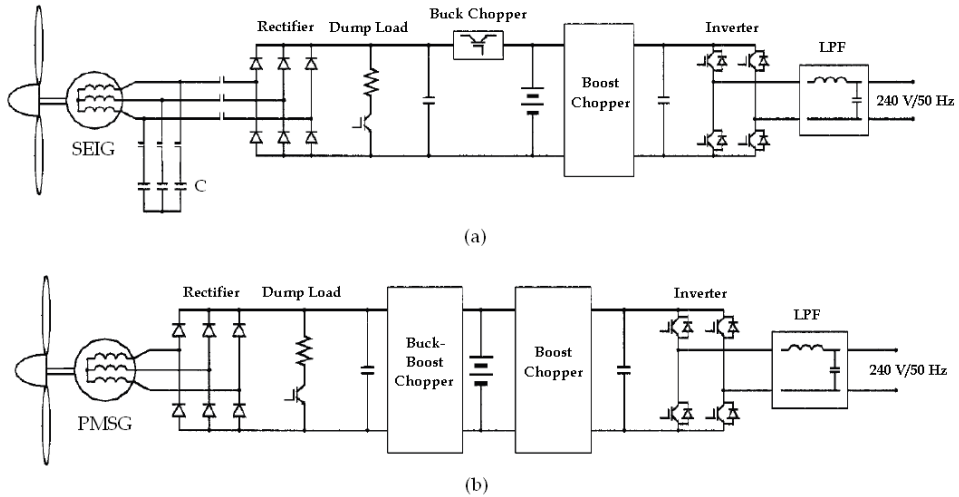 Rectifier Dump Load Buck Chopper Inverter
LPF
Boost
Chopper
240 V/50 Hz
SEIG
C
(a)
Rectifier Dump Load Inverter
LPF
Buck-
Boost
Chopper
Boost
Chopper
240 V/50 Hz
PMSG
(b)